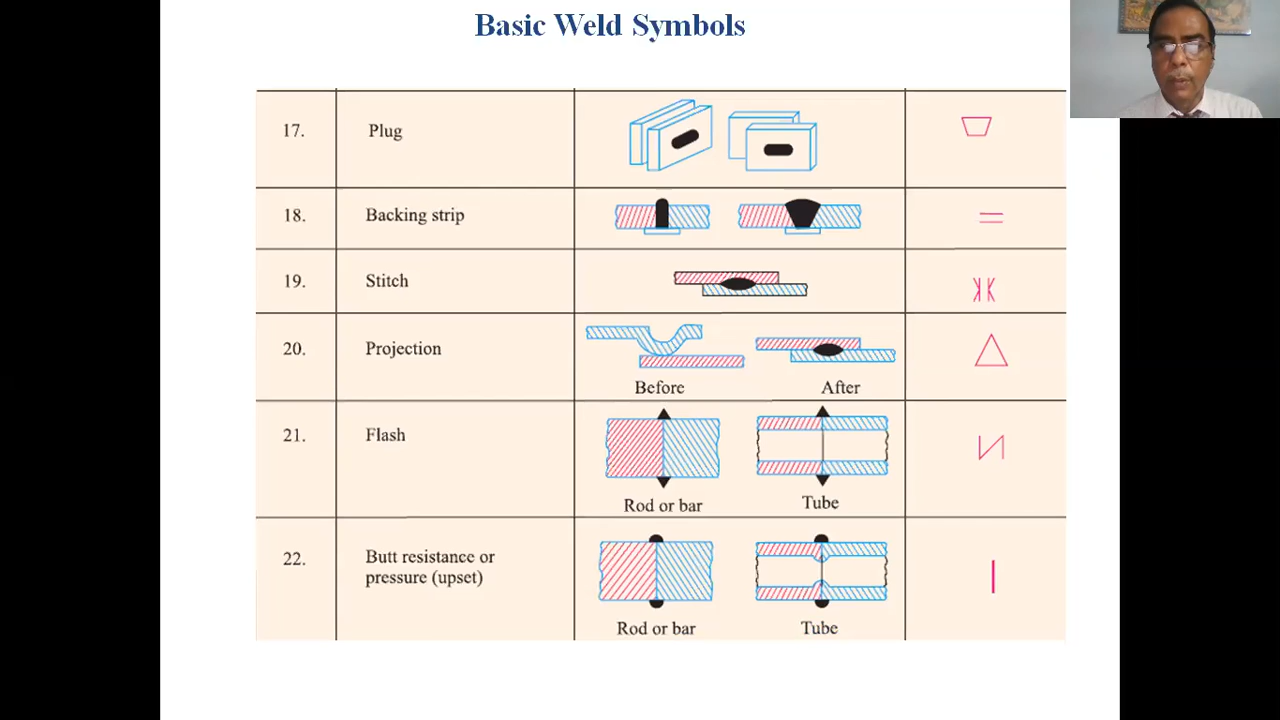 Basic Weld Symbols
17.
Plug
18.
Backing strip
19.
Stitch
20.
Projection
Before
After
21.
Flash
Rod or bar
Tube
22.
Butt resistance or
pressure (upset)
Rod or bar
Tube